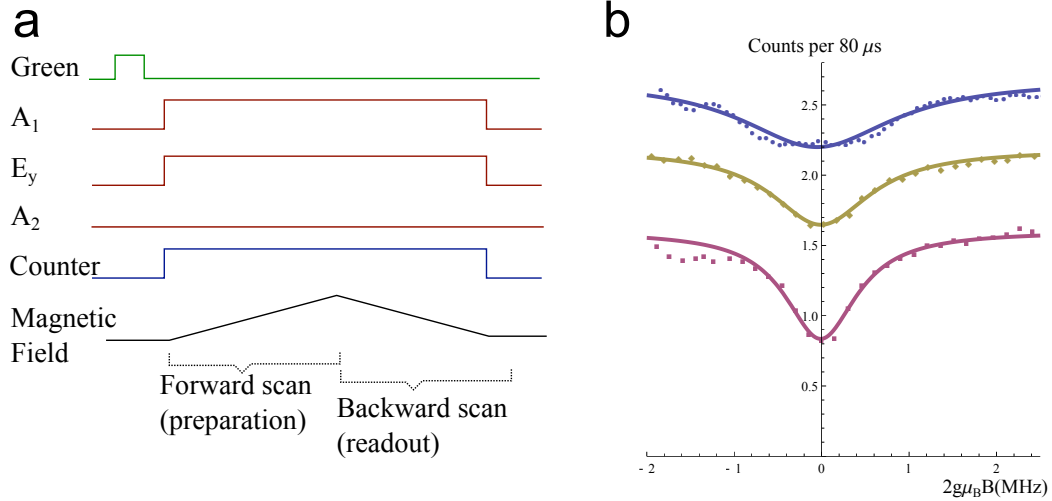 a
Green
A1
Ey
A2
Counter
Magnetic
Field
Forward scan
(preparation)
Backward scan
(readout)
b
Counts per 80 μs
2.5
2.0
1.5
1.0
0.5
- 2
- 1
0
1
2
2gμBB(MHz)